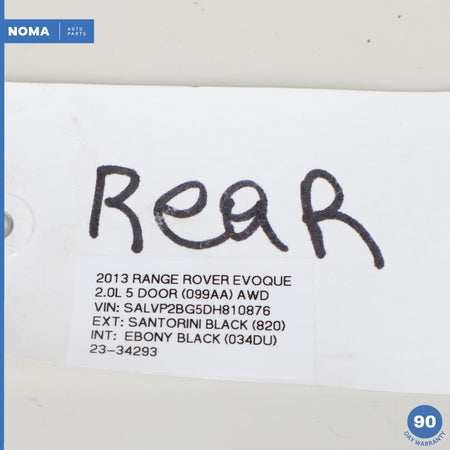 NOMA AUTO PARTS
ReaR
2013 RANGE ROVER EVOQUE
2.0L 5 DOOR (099AA) AWD
VIN: SALVP2BG5DH810876
EXT: SANTORINI BLACK (820)
INT: EBONY BLACK (034DU)
23-34293
90
DAY WARRANTY